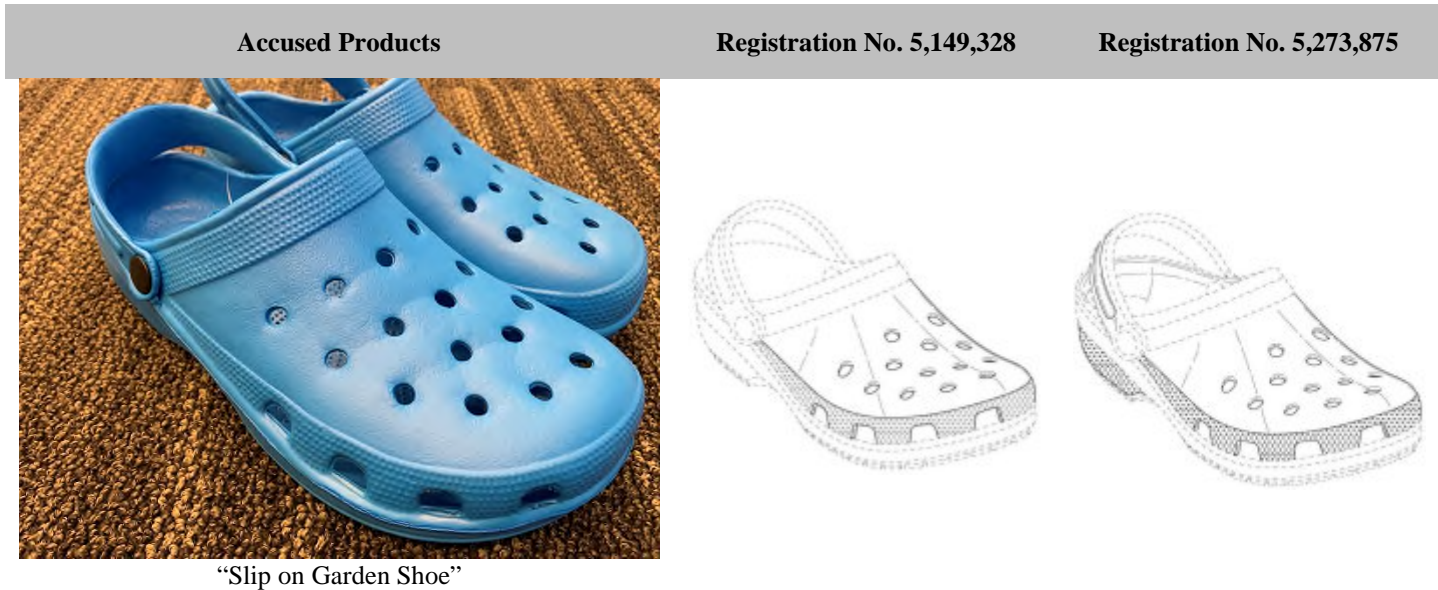 Accused Products Registration No. 5,149,328 Registration No. 5,273,875
“Slip on Garden Shoe”